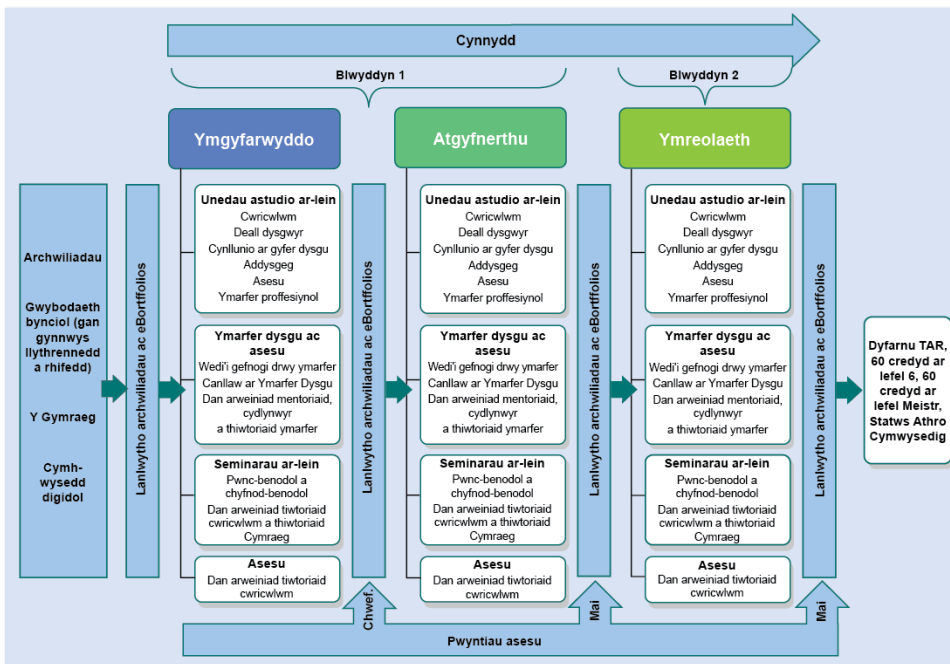 Cynnydd
Blwyddyn 1
Blwyddyn 2
Ymgyfarwyddo
Atgyfnerthu
Ymreolaeth
Archwiliadau
Gwybodaeth
bynciol (gan
gynnwys
llythrennedd
a rhifedd)
Y Gymraeg
Cymh-
wysedd
digidol
Lanlwytho archwiliadau ac eBortffolios
Unedau astudio ar-lein
Cwricwlwm
Deall dysgwyr
Cynllunio ar gyfer dysgu
Addysgeg
Asesu
Ymarfer proffesiynol
Ymarfer dysgu ac
asesu
Wedi'i gefnogi drwy ymarfer
Canllaw ar Ymarfer Dysgu
Dan arweiniad mentoriaid,
cydlynwyr
a thiwtoriaid ymarfer
Seminarau ar-lein
Pwnc-benodol a
chyfnod-benodol
Dan arweiniad tiwtoriaid
cwricwlwm a thiwtoriaid
Cymraeg
Asesu
Dan arweiniad tiwtoriaid
cwricwlwm
Lanlwytho archwiliadau ac eBortffolios
Chwef.
Unedau astudio ar-lein
Cwricwlwm
Deall dysgwyr
Cynllunio ar gyfer dysgu
Addysgeg
Asesu
Ymarfer proffesiynol
Ymarfer dysgu ac
asesu
Wedi'i gefnogi drwy ymarfer
Canllaw ar Ymarfer Dysgu
Dan arweiniad mentoriaid,
cydlynwyr
a thiwtoriaid ymarfer
Seminarau ar-lein
Pwnc-benodol a
chyfnod-benodol
Dan arweiniad tiwtoriaid
cwricwlwm a thiwtoriaid
Cymraeg
Asesu
Dan arweiniad tiwtoriaid
cwricwlwm
Lanlwytho archwiliadau ac eBortffolios
Mai
Unedau astudio ar-lein
Cwricwlwm
Deall dysgwyr
Cynllunio ar gyfer dysgu
Addysgeg
Asesu
Ymarfer proffesiynol
Ymarfer dysgu ac
asesu
Wedi'i gefnogi drwy ymarfer
Canllaw ar Ymarfer Dysgu
Dan arweiniad mentoriaid,
cydlynwyr
a thiwtoriaid ymarfer
Seminarau ar-lein
Pwnc-benodol a
chyfnod-benodol
Dan arweiniad tiwtoriaid
cwricwlwm a thiwtoriaid
Cymraeg
Asesu
Dan arweiniad tiwtoriaid
cwricwlwm
Lanlwytho archwiliadau ac eBortffolios
Mai
Dyfarnu TAR,
60 credyd ar
lefel 6, 60
credyd ar
lefel Meistr,
Statws Athro
Cymwysedig
Pwyntiau asesu